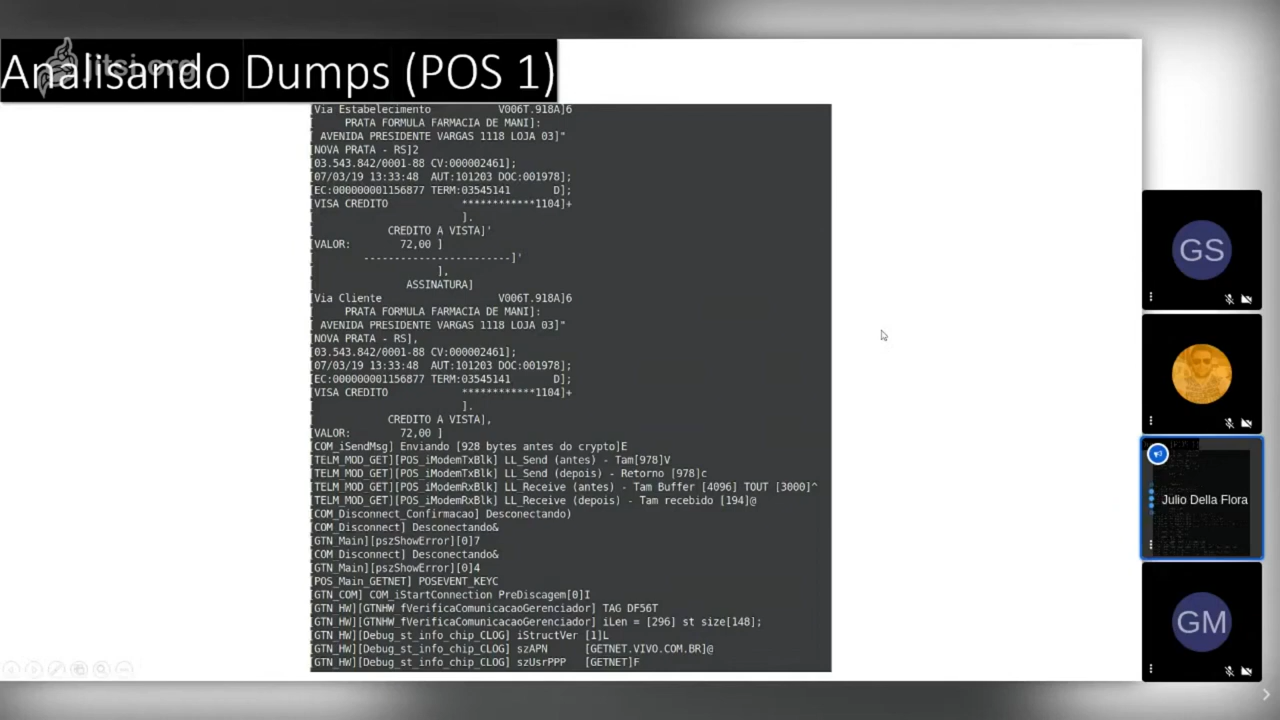 Analisando Dumps (POS 1)
jitsi.org
[Via Estabelecimento V006T.918A]6
[ PRATA FORMULA FARMACIA DE MANI]:
[ AVENIDA PRESIDENTE VARGAS 1118 LOJA 03]"
[NOVA PRATA - RS]2
[03.543.842/0001-88 CV:000002461];
[07/03/19 13:33:48 AUT:101203 DOC:001978];
[EC:000000001156877 TERM:03545141 D];
[VISA CREDITO ************1104]+
[ ].
[ CREDITO A VISTA]'
[VALOR: 72,00 ]
[ ------------------------]'
[ ],
[ ASSINATURA]
[Via Cliente V006T.918A]6
[ PRATA FORMULA FARMACIA DE MANI]:
[ AVENIDA PRESIDENTE VARGAS 1118 LOJA 03]"
[NOVA PRATA - RS],
[03.543.842/0001-88 CV:000002461];
[07/03/19 13:33:48 AUT:101203 DOC:001978];
[EC:000000001156877 TERM:03545141 D];
[VISA CREDITO ************1104]+
[ ].
[ CREDITO A VISTA],
[VALOR: 72,00 ]
[COM_iSendMsg] Enviando [928 bytes antes do crypto]E
[TELM_MOD_GET][POS_iModemTxBlk] LL_Send (antes) - Tam[978]V
[TELM_MOD_GET][POS_iModemTxBlk] LL_Send (depois) - Retorno [978]c
[TELM_MOD_GET][POS_iModemRxBlk] LL_Receive (antes) - Tam Buffer [4096] TOUT [3000]^
[TELM_MOD_GET][POS_iModemRxBlk] LL_Receive (depois) - Tam recebido [194]@
[COM_Disconnect_Confirmacao] Desconectando)
[COM_Disconnect] Desconectando&
[GTN_Main][pszShowError][0]7
[COM_Disconnect] Desconectando&
[GTN_Main][pszShowError][0]4
[POS_Main_GETNET] POSEVENT_KEYC
[GTN_COM] COM_iStartConnection PreDiscagem[0]I
[GTN_HW][GTNHW_fVerificaComunicacaoGerenciador] TAG DF56T
[GTN_HW][GTNHW_fVerificaComunicacaoGerenciador] iLen = [296] st size[148];
[GTN_HW][Debug_st_info_chip_CLOG] iStructVer [1]L
[GTN_HW][Debug_st_info_chip_CLOG] szAPN [GETNET.VIVO.COM.BR]@
[GTN_HW][Debug_st_info_chip_CLOG] szUsrPPP [GETNET]F
GS
Julio Della Flora
GM